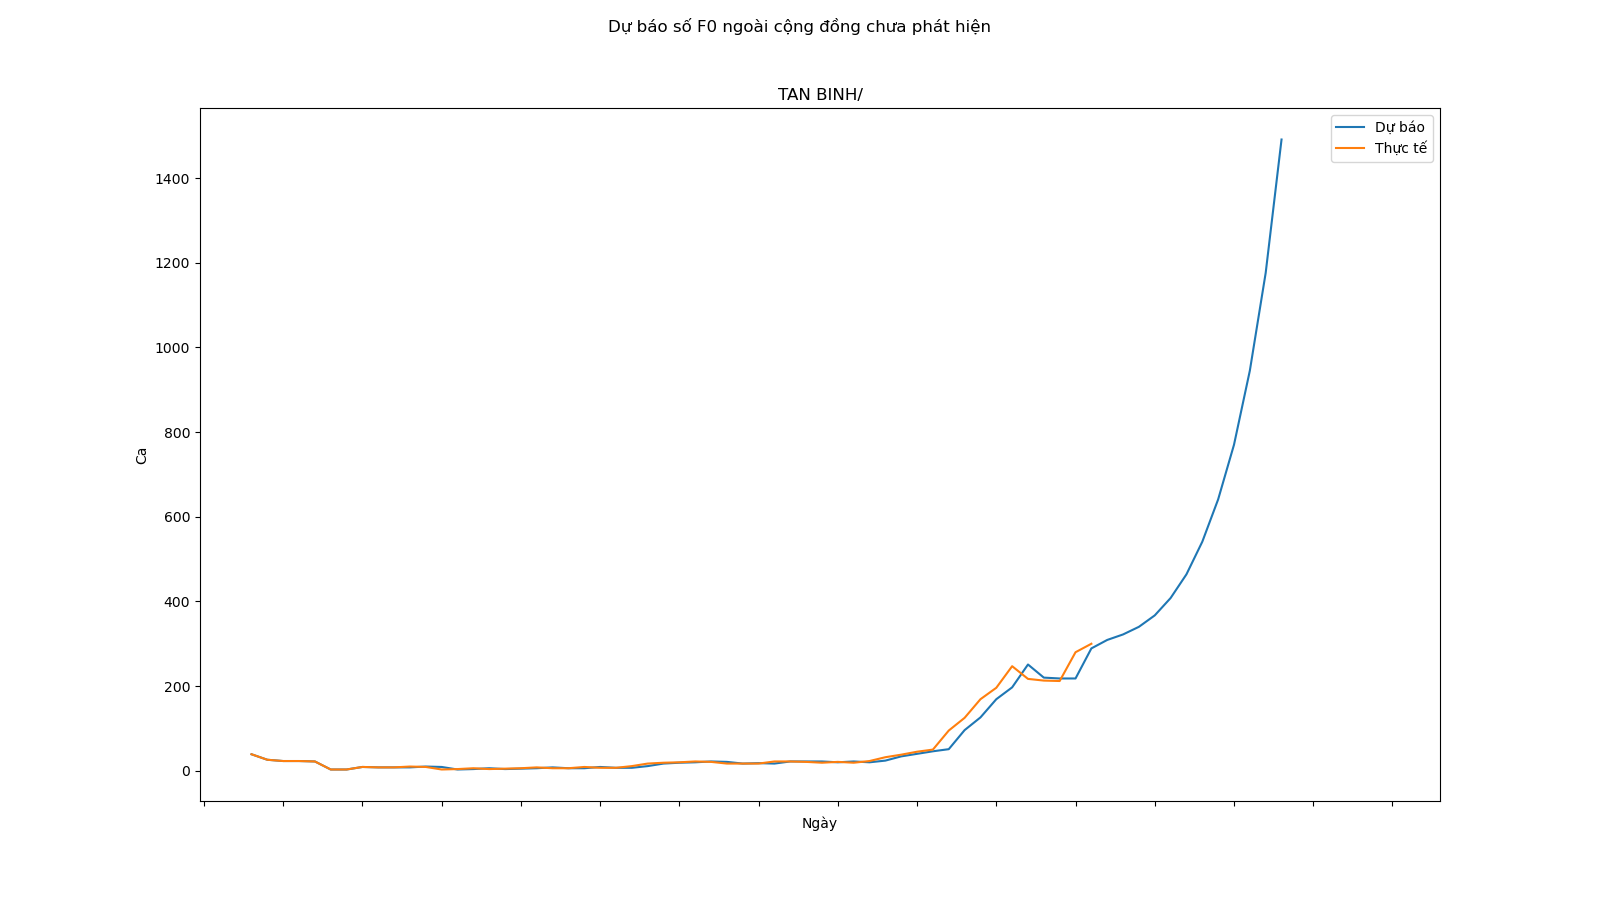 Dự báo số F0 ngoài cộng đồng chưa phát hiện
TAN BINH/
Dự báo
Thực tế
1400
1200
1000
800
600
400
200
0
Ca
Ngày